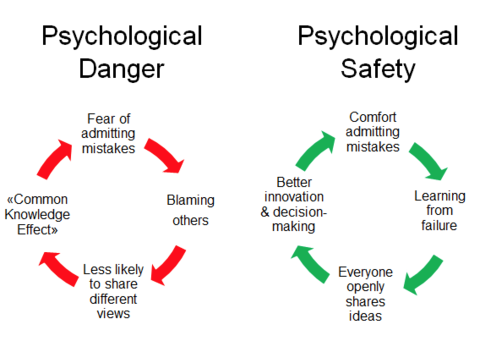 Psychological
Danger
Fear of
admitting
mistakes
Blaming
others
Less likely
to share
different
views
«Common
Knowledge
Effect»
Psychological
Safety
Comfort
admitting
mistakes
Learning
from
failure
Everyone
openly
shares
ideas
Better
innovation
& decision-
making